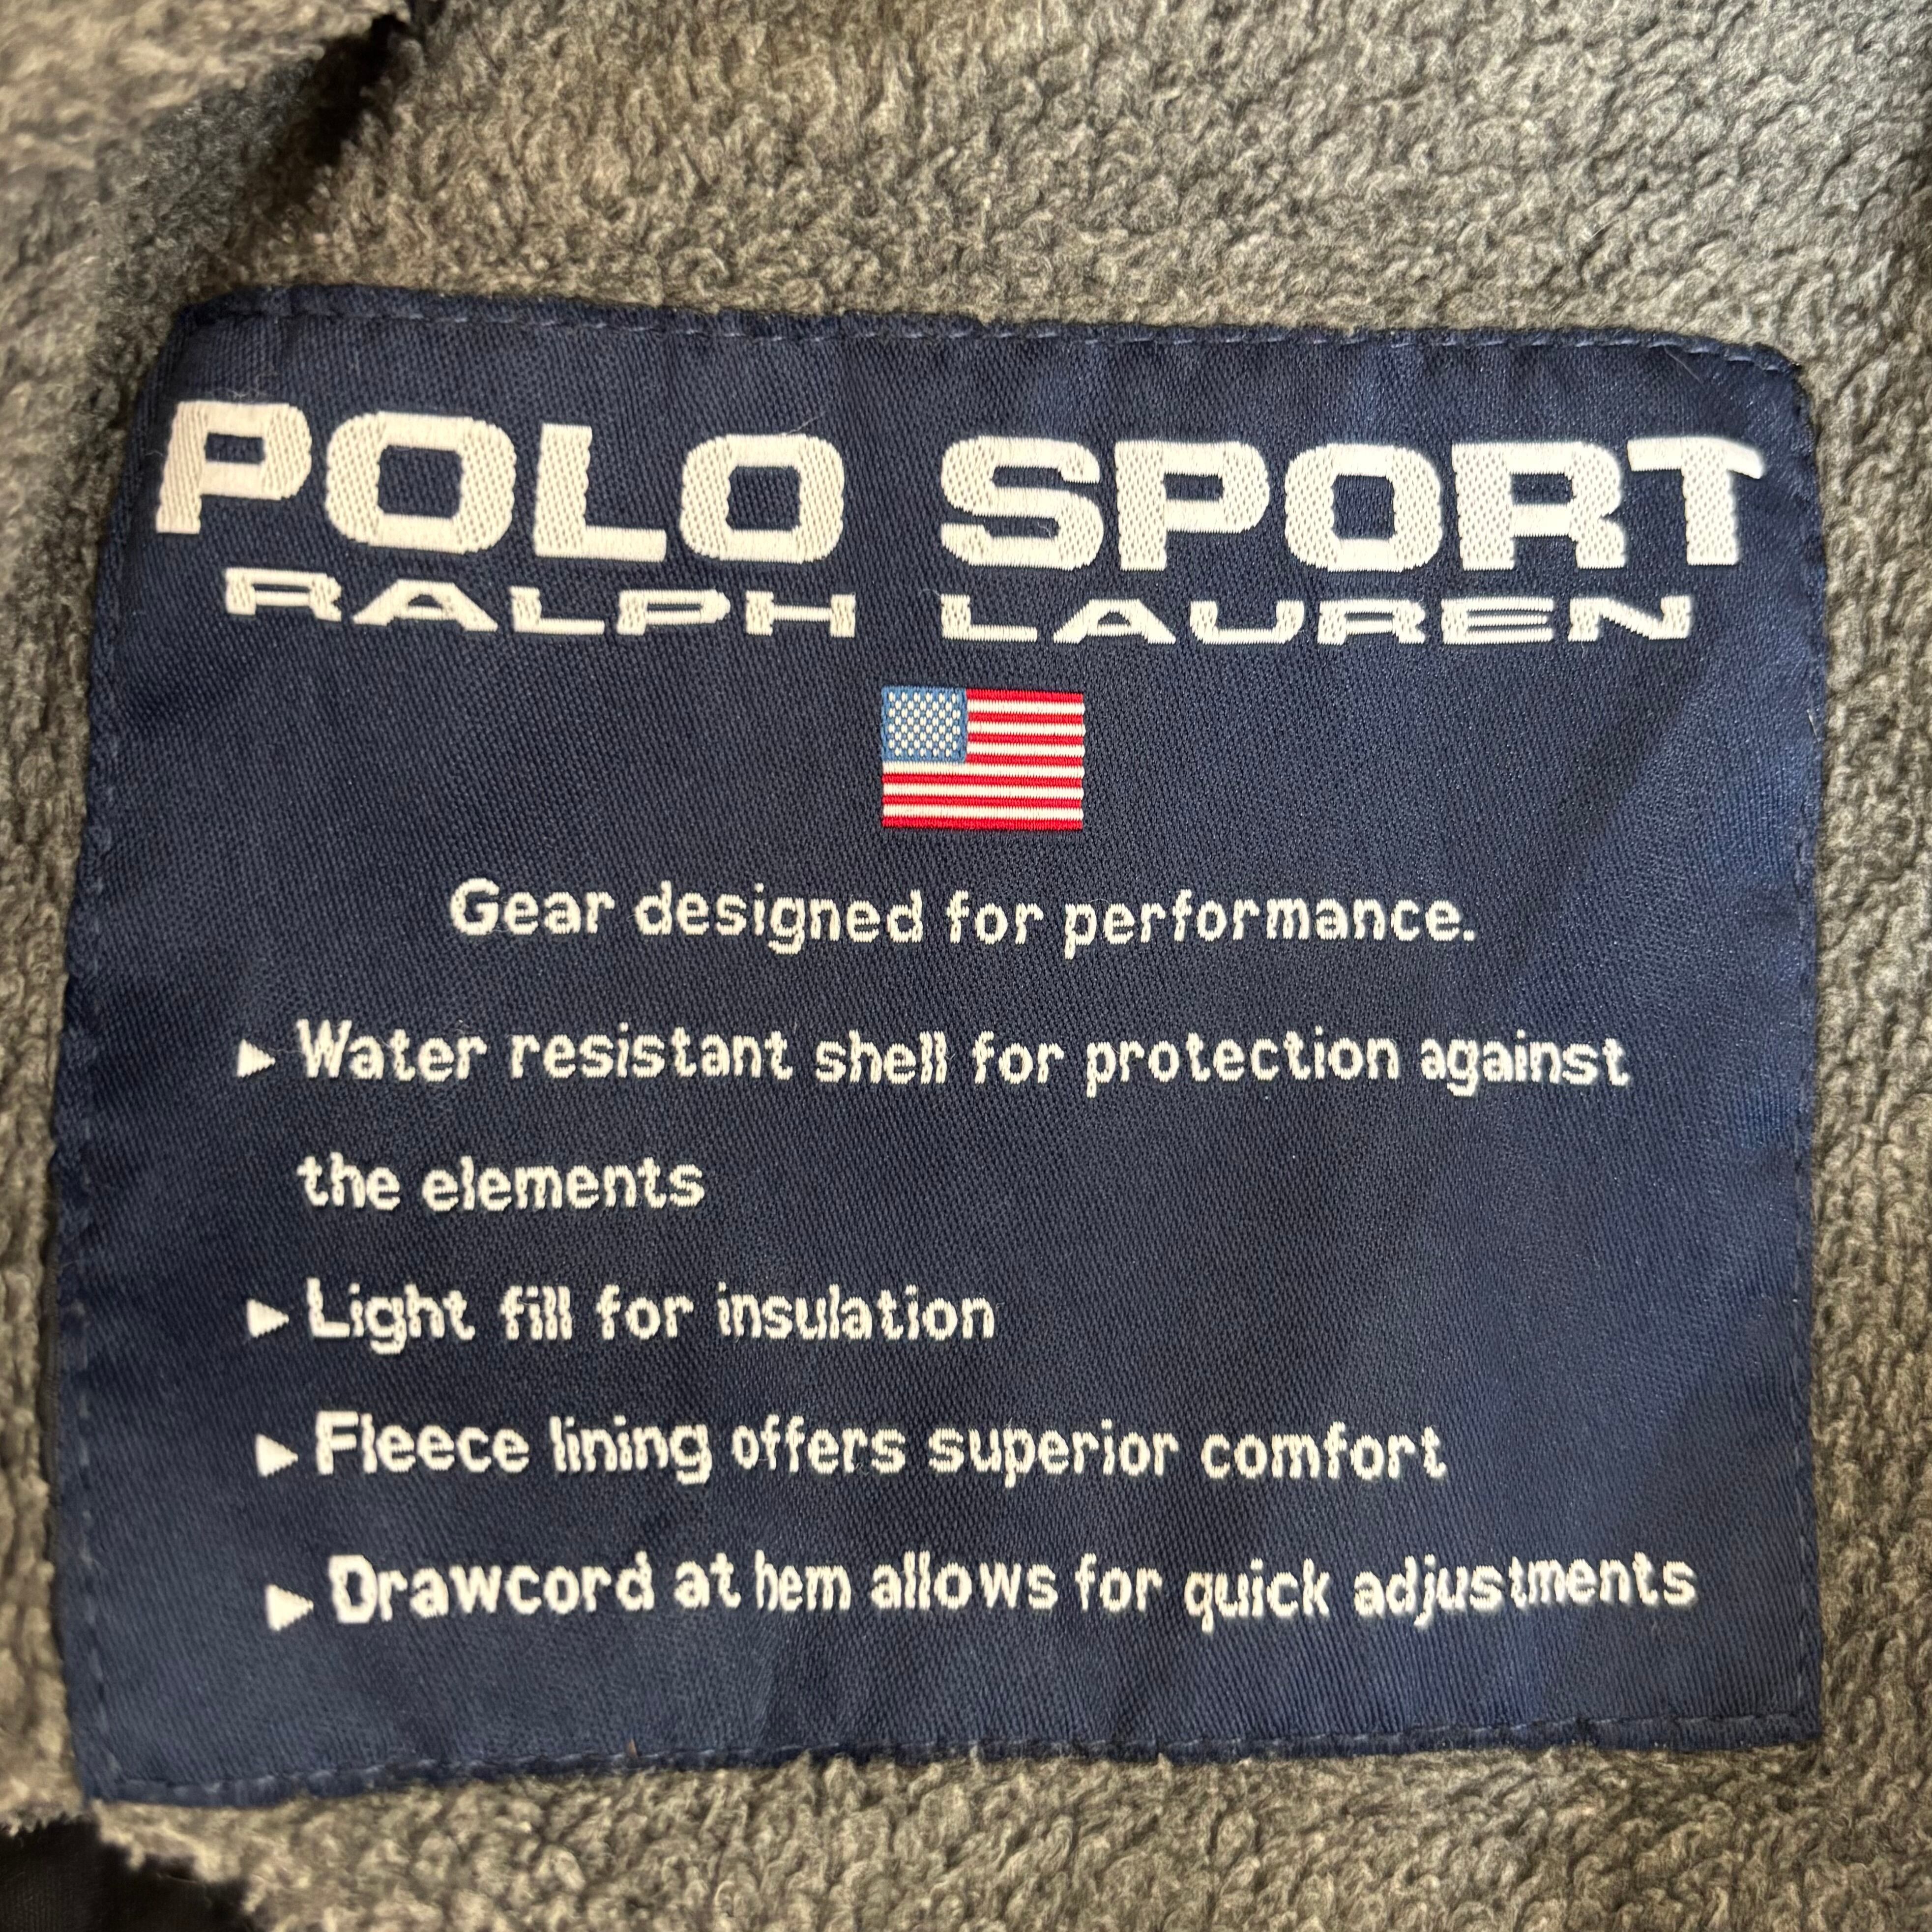 POLO SPORT
RALPH LAUREN
Gear designed for performance.
▶ Water resistant shell for protection against
the elements
▶ Light fill for insulation
▶ Fleece lining offers superior comfort
▶ Drawcord at hem allows for quick adjustments